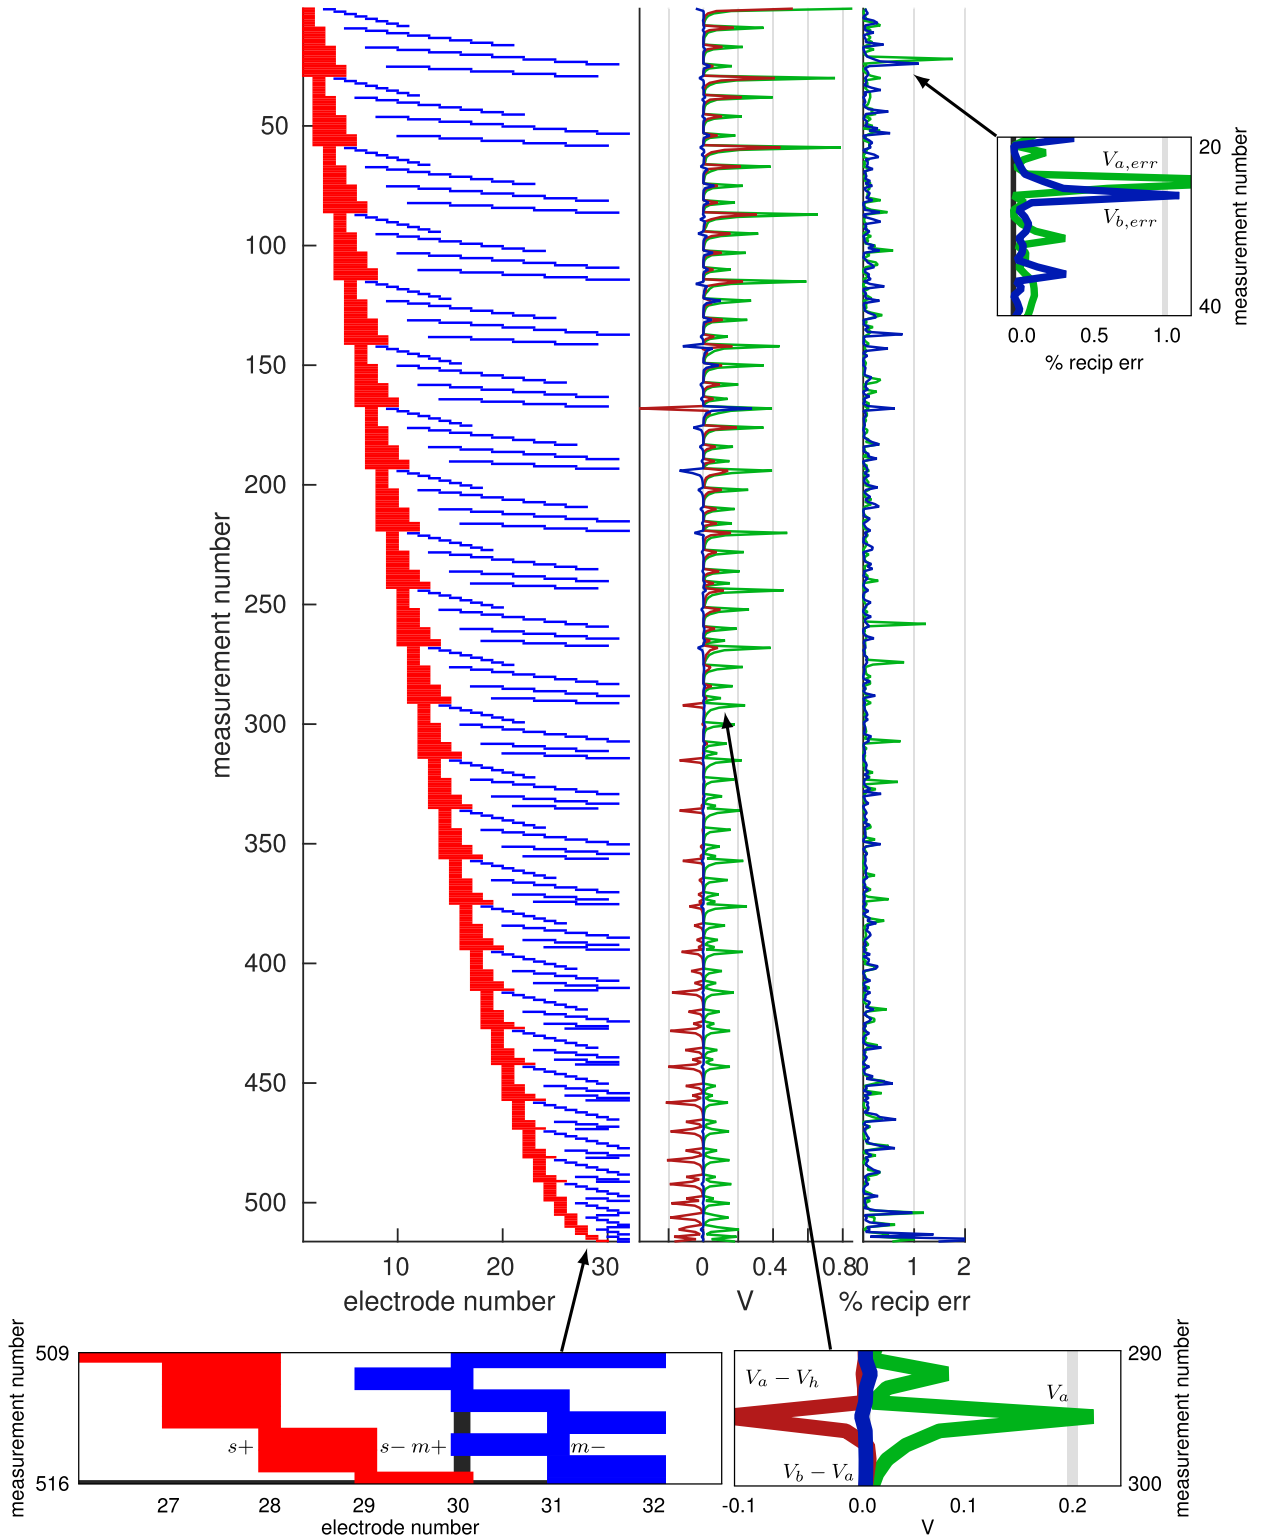 50
100
150
200
250
300
350
400
450
500
measurement number
10
20
30
electrode number
0
0.4
0.8
V
0
1
2
% recip err
V_{a,err}
V_{b,err}
20
40
measurement number
0.0
0.5
1.0
% recip err
509
516
measurement number
s+
s−
m+
m−
27
28
29
30
31
32
electrode number
V_a − V_h
V_a
V_b − V_a
290
300
measurement number
-0.1
0.0
0.1
0.2
V